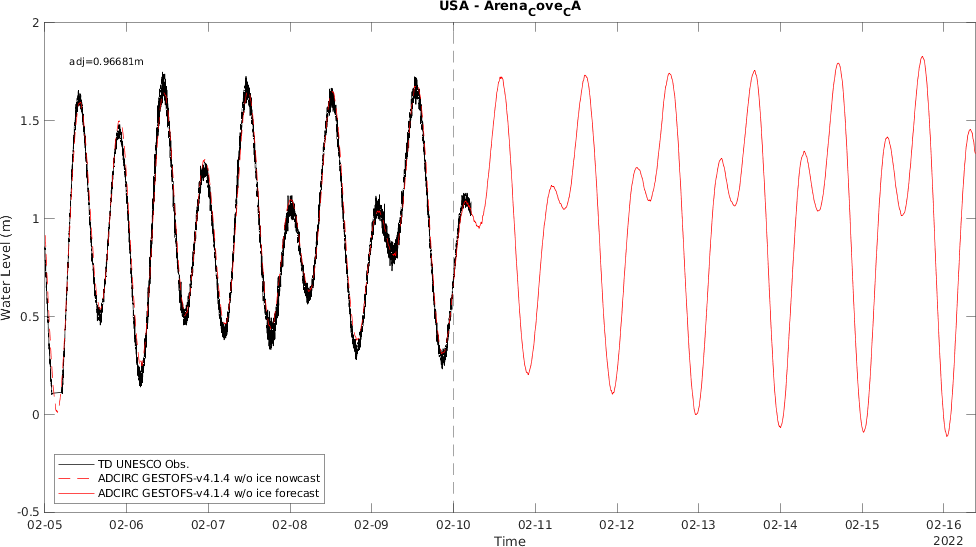 USA - ArenaCoveCA
adj=0.96681m
2
1.5
1
0.5
0
-0.5
Water Level (m)
TD UNESCO Obs.
ADCIRC GESTOFS-v4.1.4 w/o ice nowcast
ADCIRC GESTOFS-v4.1.4 w/o ice forecast
02-05 02-06 02-07 02-08 02-09 02-10 02-11 02-12 02-13 02-14 02-15 02-16
Time
2022